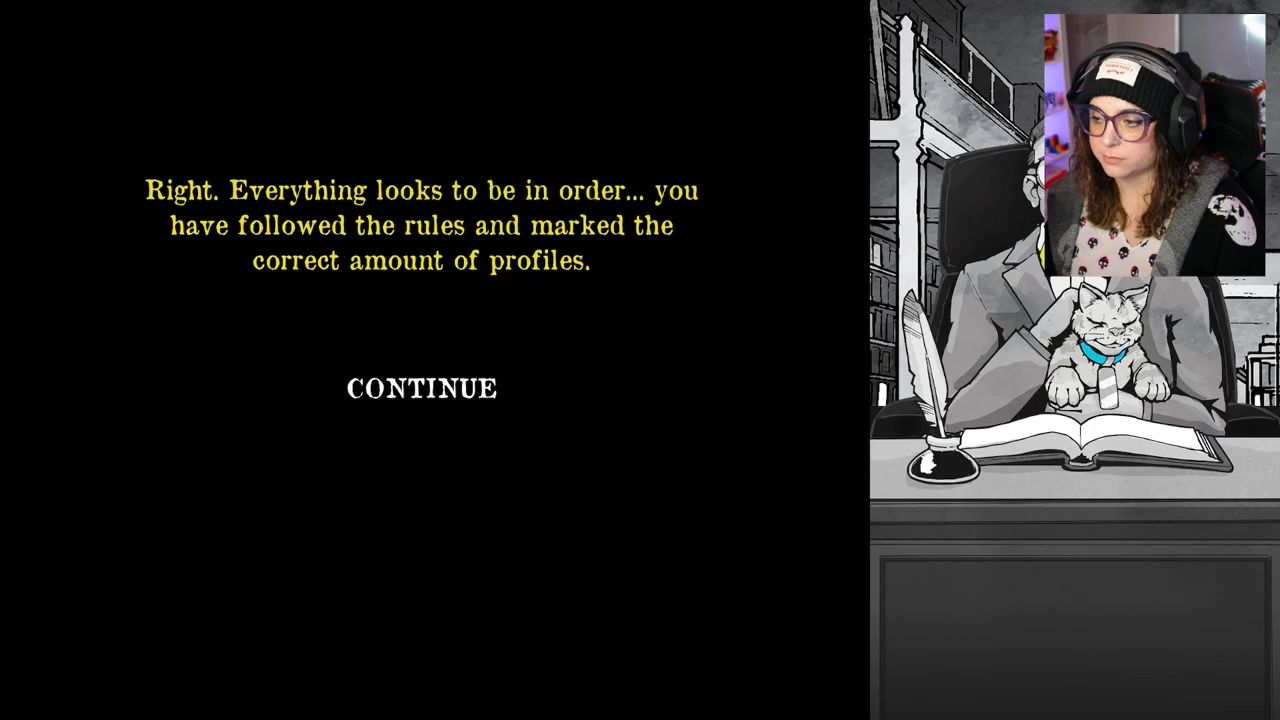 Right. Everything looks to be in order... you
have followed the rules and marked the
correct amount of profiles.
CONTINUE